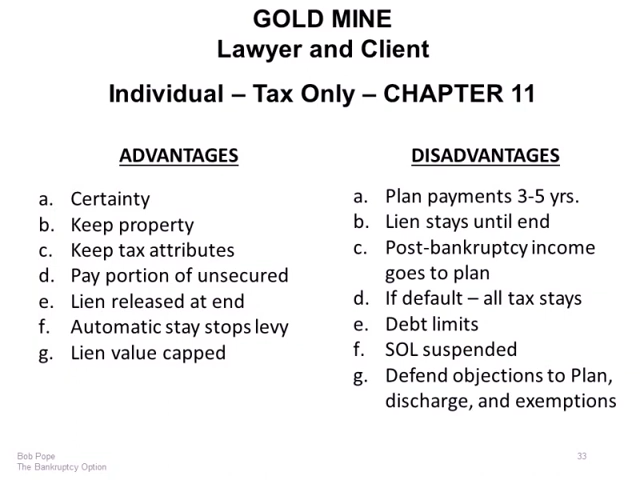 GOLD MINE
Lawyer and Client
Individual – Tax Only – CHAPTER 11
ADVANTAGES
a. Certainty
b. Keep property
c. Keep tax attributes
d. Pay portion of unsecured
e. Lien released at end
f. Automatic stay stops levy
g. Lien value capped
DISADVANTAGES
a. Plan payments 3-5 yrs.
b. Lien stays until end
c. Post-bankruptcy income
goes to plan
d. If default – all tax stays
e. Debt limits
f. SOL suspended
g. Defend objections to Plan,
discharge, and exemptions
Bob Pope
The Bankruptcy Option
33